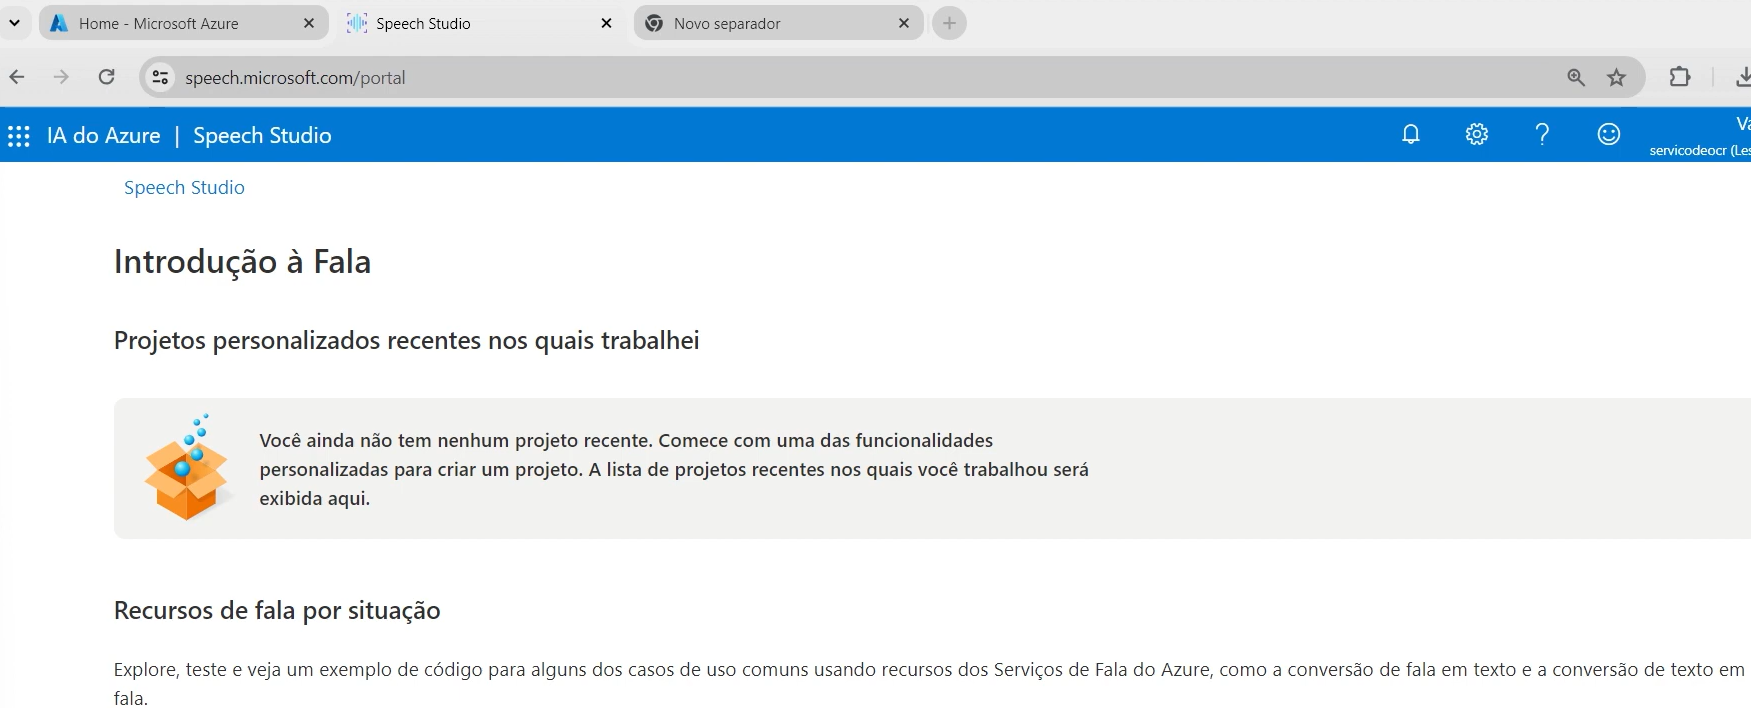 Home - Microsoft Azure
Speech Studio
Novo separador
speech.microsoft.com/portal
IA do Azure | Speech Studio
servicodeocr
Speech Studio
Introdução à Fala
Projetos personalizados recentes nos quais trabalhei
Você ainda não tem nenhum projeto recente. Comece com uma das funcionalidades
personalizadas para criar um projeto. A lista de projetos recentes nos quais você trabalhou será
exibida aqui.
Recursos de fala por situação
Explore, teste e veja um exemplo de código para alguns dos casos de uso comuns usando recursos dos Serviços de Fala do Azure, como a conversão de fala em texto e a conversão de texto em
fala.